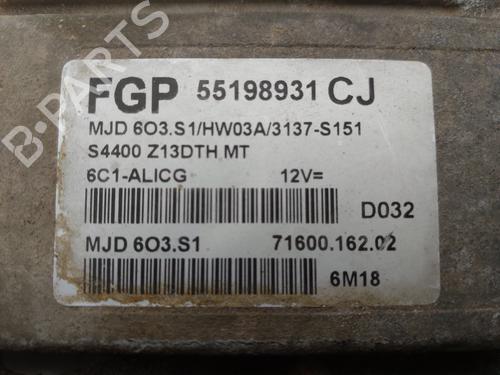 B-PARTS
FGP 55198931 CJ
MJD 6O3.S1/HW03A/3137-S151
S4400 Z13DTH MT
6C1-ALICG 12V=
D032
MJD 6O3.S1 71600.162.02
6M18